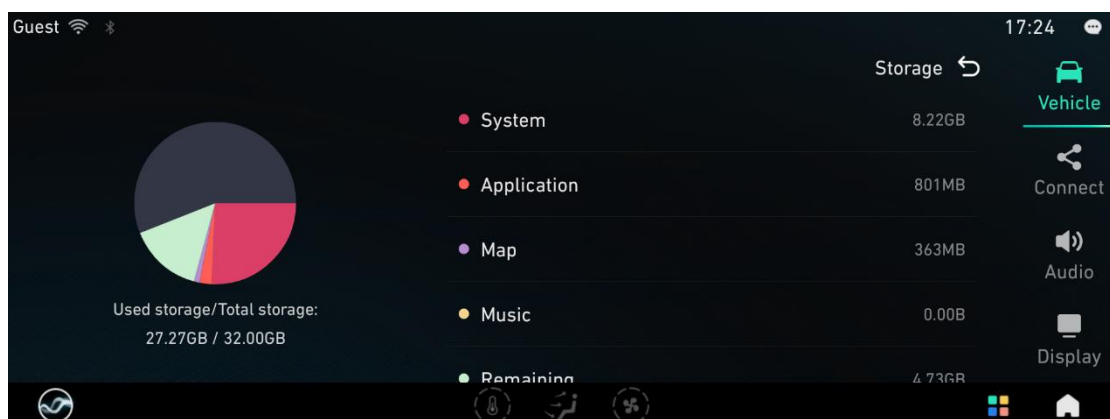 Guest
17:24
Storage
Vehicle
System 8.22GB
Application 801MB
Connect
Map 363MB
Audio
Used storage/Total storage:
27.27GB / 32.00GB
Music 0.00B
Display
Remaining 4.73GB